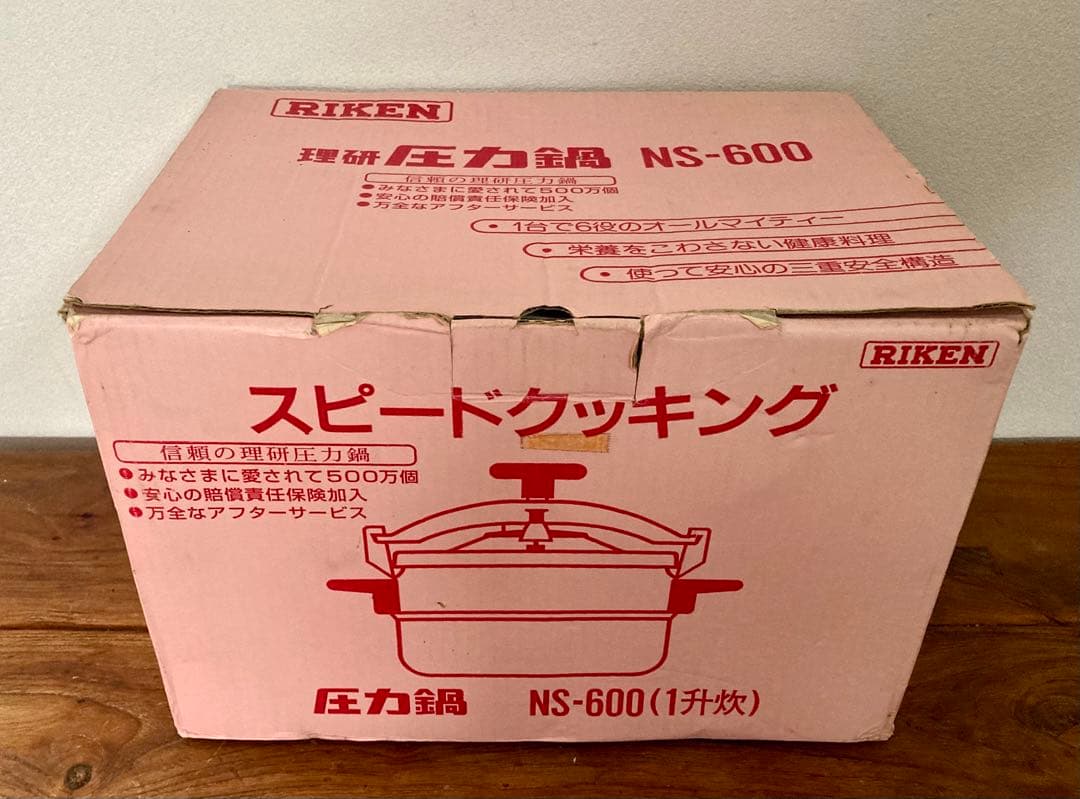 RIKEN
理研 圧力鍋 NS-600
信頼の理研圧力鍋
●みなさまに愛されて500万個
●安心の賠償責任保険加入
●万全なアフターサービス
・1台で6役のオールマイティー
・栄養をこわさない健康料理
・使って安心の三重安全構造
RIKEN
スピードクッキング
信頼の理研圧力鍋
みなさまに愛されて500万個
安心の賠償責任保険加入
万全なアフターサービス
圧力鍋 NS-600(1升炊)